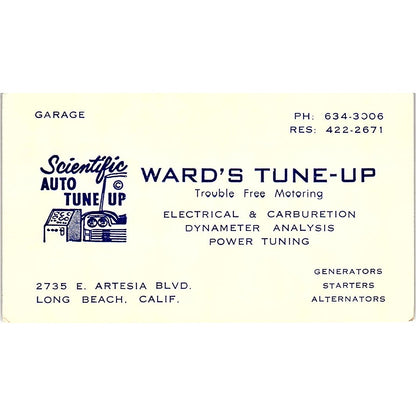 GARAGE
PH: 634-3006
RES: 422-2671
Scientific
AUTO
TUNE UP
©
WARD'S TUNE-UP
Trouble Free Motoring
ELECTRICAL & CARBURETION
DYNAMETER ANALYSIS
POWER TUNING
2735 E. ARTESIA BLVD.
LONG BEACH, CALIF.
GENERATORS
STARTERS
ALTERNATORS